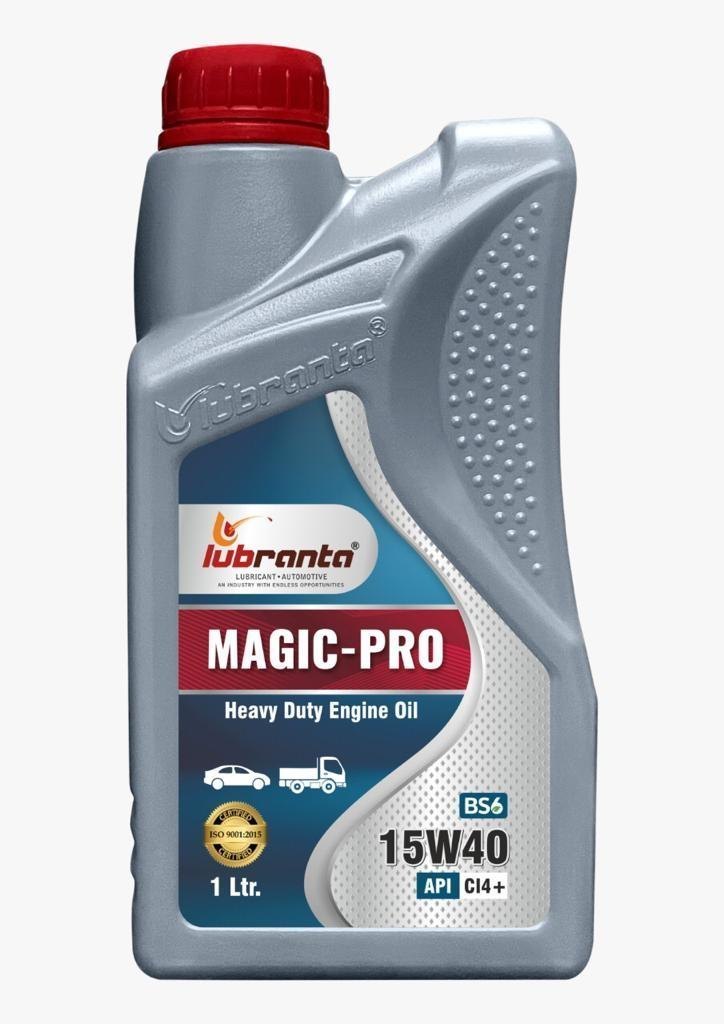 lubranta®
lubranta®
LUBRICANT • AUTOMOTIVE
AN INDUSTRY WITH ENDLESS OPPORTUNITIES
MAGIC-PRO
Heavy Duty Engine Oil
BS6
CERTIFIED
ISO 9001:2015
CERTIFIED
15W40
1 Ltr.
API CI4+